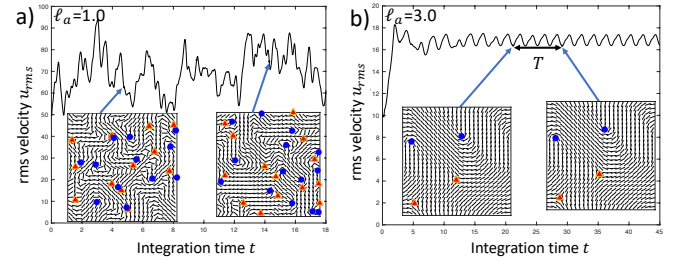 a)
ℓₐ=1.0
rms velocity u_rms
100
90
80
70
60
50
40
30
20
10
0
0 2 4 6 8 10 12 14 16 18
Integration time t
b)
ℓₐ=3.0
rms velocity u_rms
20
18
16
14
12
10
8
6
4
2
0
T
0 5 10 15 20 25 30 35 40 45
Integration time t